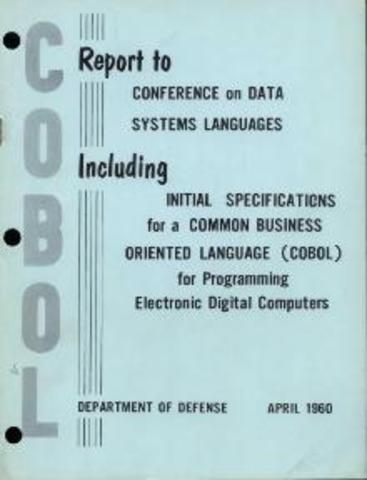 COBOL
Report to
CONFERENCE on DATA
SYSTEMS LANGUAGES
Including
INITIAL SPECIFICATIONS
for a COMMON BUSINESS
ORIENTED LANGUAGE (COBOL)
for Programming
Electronic Digital Computers
DEPARTMENT OF DEFENSE APRIL 1960